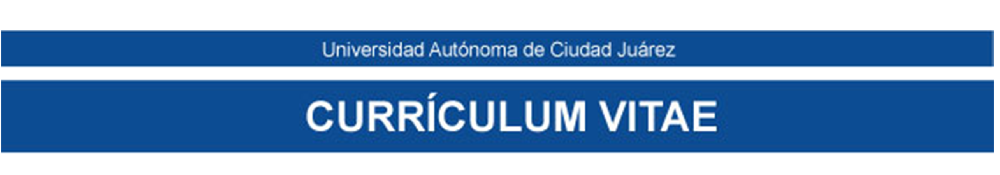 Universidad Autónoma de Ciudad Juárez
CURRÍCULUM VITAE